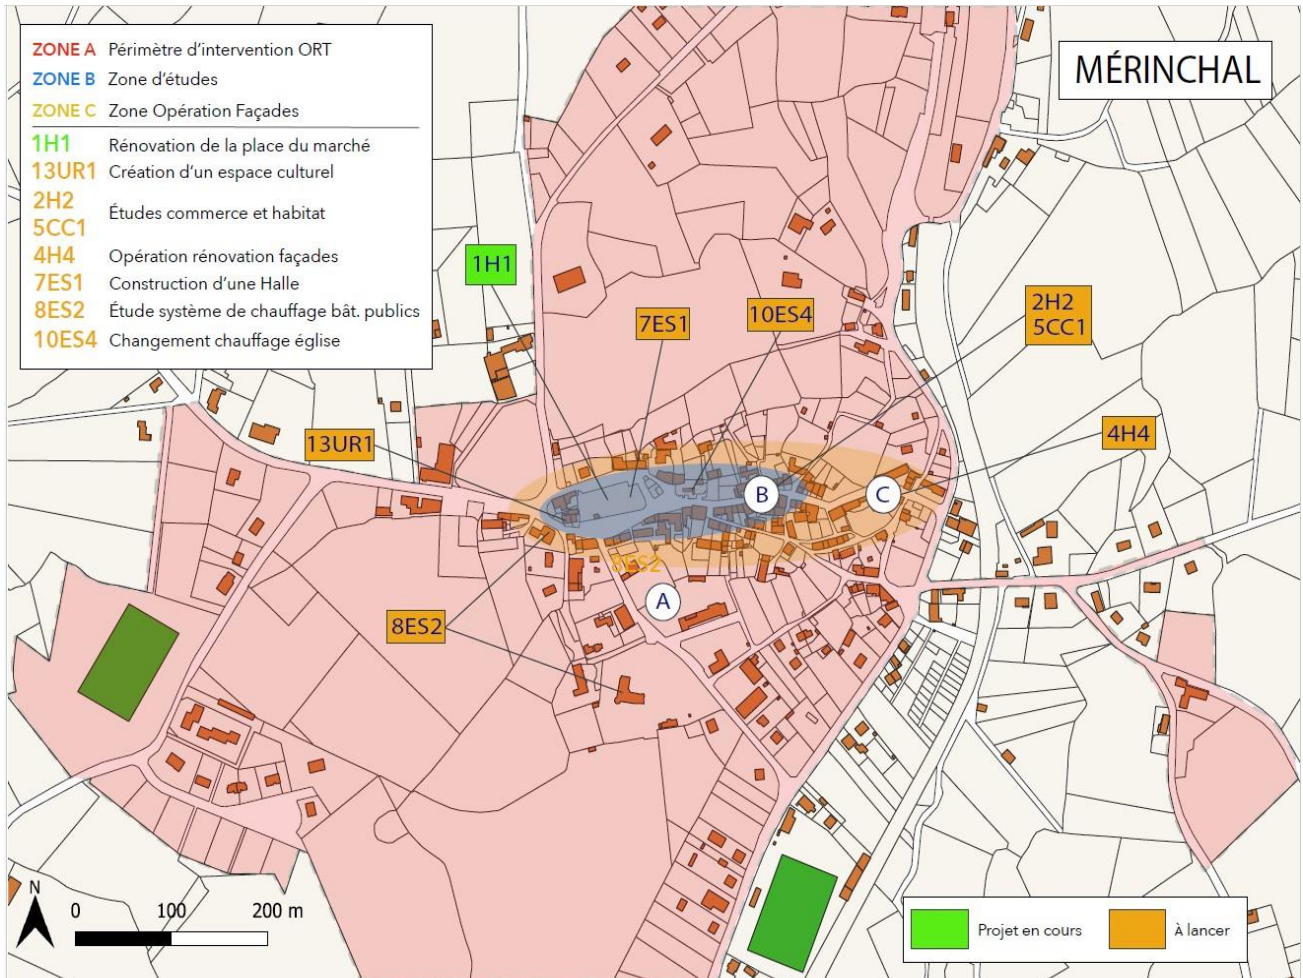 ZONE A Périmètre d'intervention ORT
ZONE B Zone d'études
ZONE C Zone Opération Façades
1H1 Rénovation de la place du marché
13UR1 Création d'un espace culturel
2H2
5CC1 Études commerce et habitat
4H4 Opération rénovation façades
7ES1 Construction d'une Halle
8ES2 Étude système de chauffage bât. publics
10ES4 Changement chauffage église
MÉRINCHAL
1H1
7ES1
10ES4
2H2
5CC1
13UR1
4H4
B
C
8ES2
A
8ES2
N
0 100 200 m
Projet en cours
À lancer